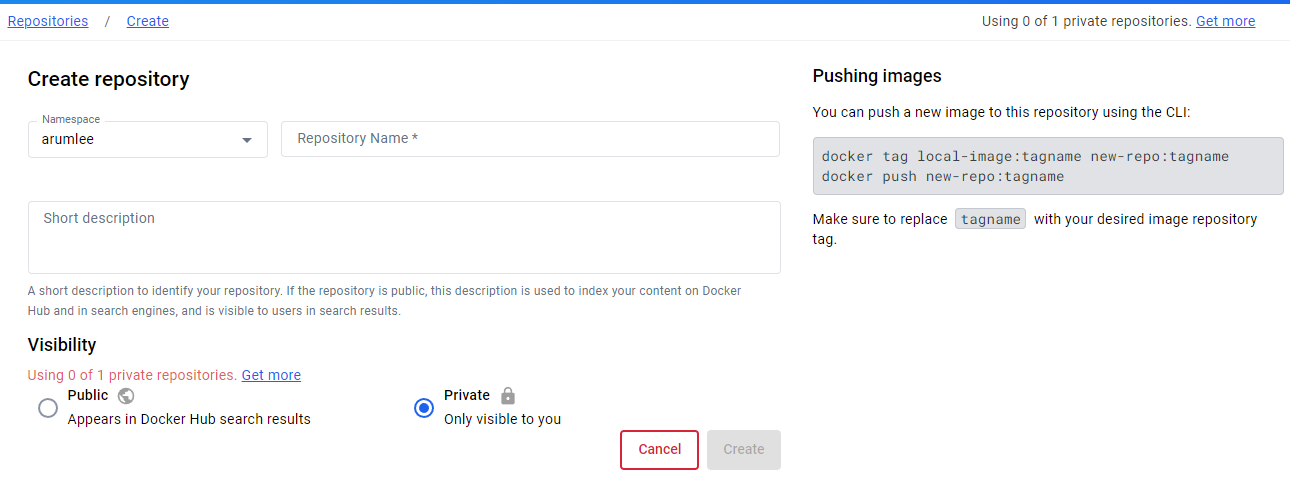 Repositories / Create
Using 0 of 1 private repositories. Get more
Create repository
Namespace
arumlee
Repository Name *
Short description
A short description to identify your repository. If the repository is public, this description is used to index your content on Docker
Hub and in search engines, and is visible to users in search results.
Visibility
Using 0 of 1 private repositories. Get more
Public
Appears in Docker Hub search results
Private
Only visible to you
Cancel
Create
Pushing images
You can push a new image to this repository using the CLI:
docker tag local-image:tagname new-repo:tagname
docker push new-repo:tagname
Make sure to replace tagname with your desired image repository
tag.